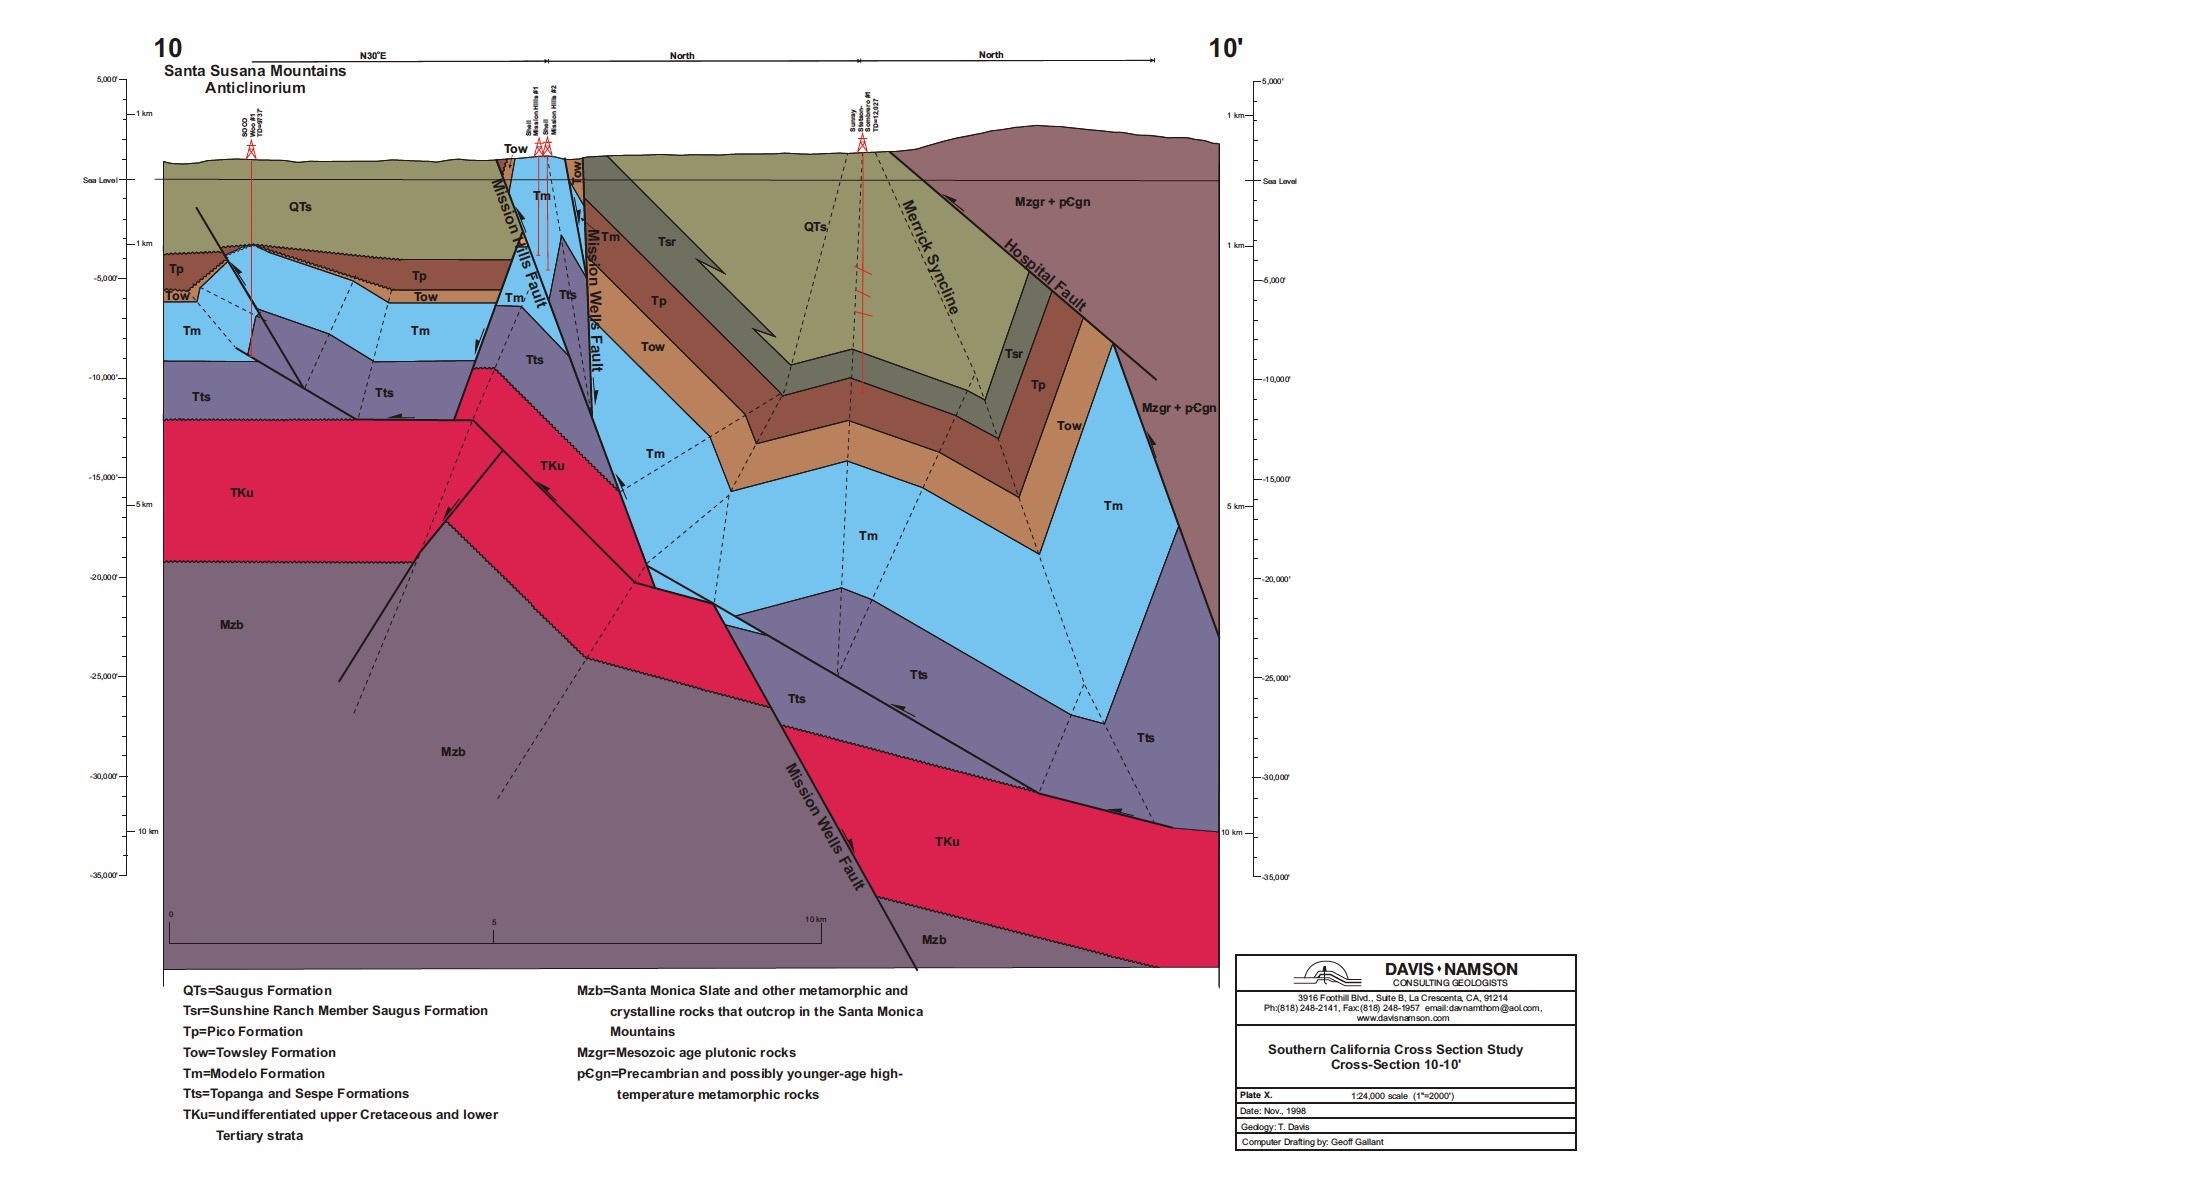 10
10'
N30°E
North
North
Santa Susana Mountains
Anticlinorium
5,000'
1 km
Sea Level
1 km
-5,000'
-10,000'
-15,000'
5 km
-20,000'
-25,000'
-30,000'
10 km
-35,000'
5,000'
1 km
Sea Level
1 km
-5,000'
-10,000'
-15,000'
5 km
-20,000'
-25,000'
-30,000'
10 km
-35,000'
SOCO
Shell
Mission Hills #1
Shell
Mission Hills #2
Sunray
Stetson-
Sombrero #1
TD=12,027
Tow
Tow
Tm
QTs
QTs
Mzgr + pꞒgn
Tsr
Tm
Tp
Tp
Tow
Tow
Tm
Tts
Tp
Tm
Tm
Tow
Tts
Tsr
Tp
Tts
Tts
Mzgr + pꞒgn
Tow
Tm
TKu
TKu
Tm
Tm
Mzb
Tts
Tts
Tts
Mzb
TKu
Mzb
Mission Hills Fault
Mission Wells Fault
Merrick Syncline
Hospital Fault
Mission Wells Fault
0
5
10 km
QTs=Saugus Formation
Tsr=Sunshine Ranch Member Saugus Formation
Tp=Pico Formation
Tow=Towsley Formation
Tm=Modelo Formation
Tts=Topanga and Sespe Formations
TKu=undifferentiated upper Cretaceous and lower
Tertiary strata
Mzb=Santa Monica Slate and other metamorphic and
crystalline rocks that outcrop in the Santa Monica
Mountains
Mzgr=Mesozoic age plutonic rocks
pꞒgn=Precambrian and possibly younger-age high-
temperature metamorphic rocks
DAVIS♦NAMSON
CONSULTING GEOLOGISTS
3916 Foothill Blvd., Suite B, La Crescenta, CA, 91214
Ph:(818) 248-2141, Fax:(818) 248-1957 email:davnamthom@aol.com,
www.davisnamson.com
Southern California Cross Section Study
Cross-Section 10-10'
Plate X. 1:24,000 scale (1"=2000')
Date: Nov., 1998
Geology: T. Davis
Computer Drafting by: Geoff Gallant